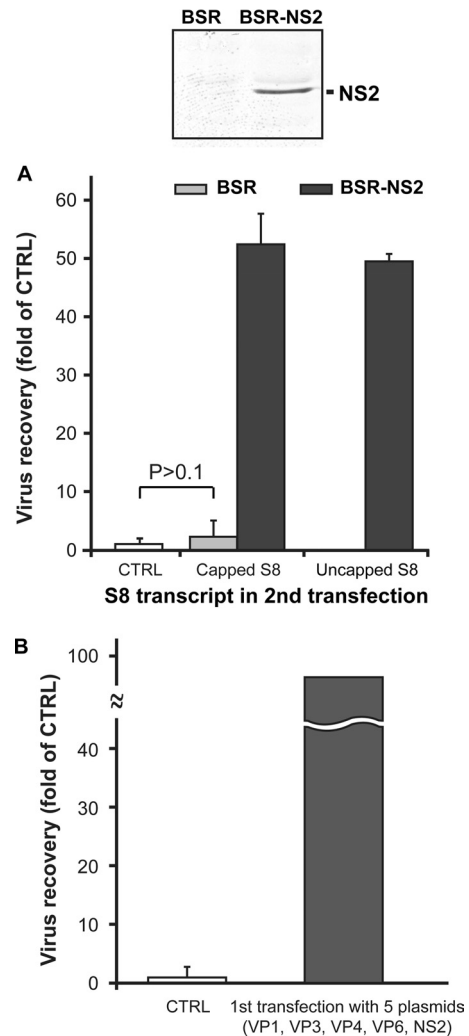 BSR BSR-NS2
NS2
A
BSR BSR-NS2
Virus recovery (fold of CTRL)
60
50
40
30
20
10
0
P>0.1
CTRL Capped S8 Uncapped S8
S8 transcript in 2nd transfection
B
Virus recovery (fold of CTRL)
100
40
30
20
10
0
CTRL 1st transfection with 5 plasmids
(VP1, VP3, VP4, VP6, NS2)